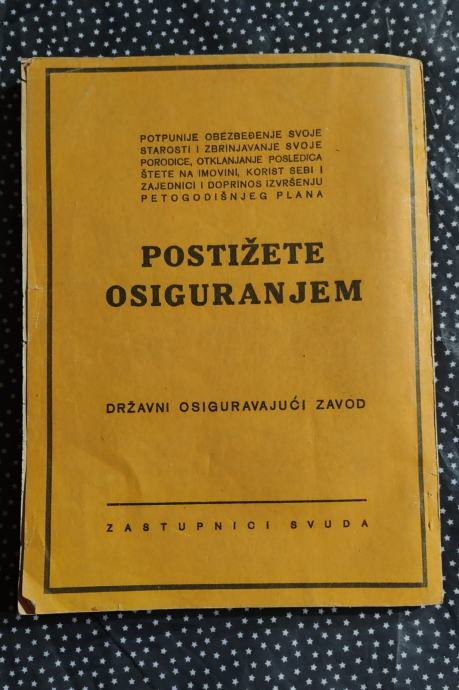 POTPUNIJE OBEZBEĐENJE SVOJE
STAROSTI I ZBRINJAVANJE SVOJE
PORODICE, OTKLANJANJE POSLEDICA
ŠTETE NA IMOVINI, KORIST SEBI I
ZAJEDNICI I DOPRINOS IZVRŠENJU
PETOGODIŠNJEG PLANA
POSTIŽETE
OSIGURANJEM
DRŽAVNI OSIGURAVAJUĆI ZAVOD
ZASTUPNICI SVUDA